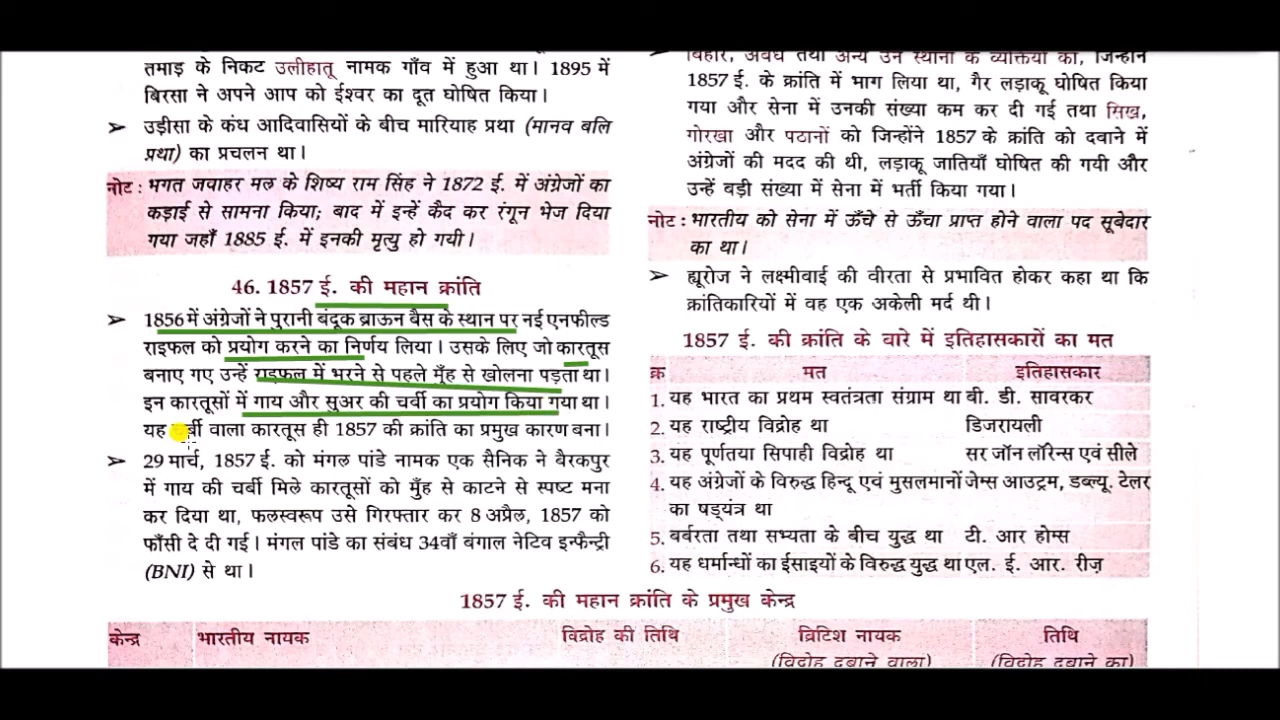 तमाड़ के निकट उलीहातू नामक गाँव में हुआ था। 1895 में
बिरसा ने अपने आप को ईश्वर का दूत घोषित किया।
➢ उड़ीसा के कंध आदिवासियों के बीच मारियाह प्रथा (मानव बलि
प्रथा) का प्रचलन था।
नोट : भगत जवाहर मल के शिष्य राम सिंह ने 1872 ई. में अंग्रेजों का
कड़ाई से सामना किया; बाद में इन्हें कैद कर रंगून भेज दिया
गया जहाँ 1885 ई. में इनकी मृत्यु हो गयी।
46. 1857 ई. की महान क्रांति
➢ 1856 में अंग्रेजों ने पुरानी बंदूक ब्राऊन बैस के स्थान पर नई एनफील्ड
राइफल को प्रयोग करने का निर्णय लिया। उसके लिए जो कारतूस
बनाए गए उन्हें राइफल में भरने से पहले मुँह से खोलना पड़ता था।
इन कारतूसों में गाय और सुअर की चर्बी का प्रयोग किया गया था।
यह चर्बी वाला कारतूस ही 1857 की क्रांति का प्रमुख कारण बना।
➢ 29 मार्च, 1857 ई. को मंगल पांडे नामक एक सैनिक ने बैरकपुर
में गाय की चर्बी मिले कारतूसों को मुँह से काटने से स्पष्ट मना
कर दिया था, फलस्वरूप उसे गिरफ्तार कर 8 अप्रैल, 1857 को
फाँसी दे दी गई। मंगल पांडे का संबंध 34वाँ बंगाल नेटिव इन्फैन्ट्री
(BNI) से था।
बिहार, अवध तथा अन्य उन स्थानों के व्यक्तियों को, जिन्होंने
1857 ई. के क्रांति में भाग लिया था, गैर लड़ाकू घोषित किया
गया और सेना में उनकी संख्या कम कर दी गई तथा सिख,
गोरखा और पठानों को जिन्होंने 1857 के क्रांति को दबाने में
अंग्रेजों की मदद की थी, लड़ाकू जातियाँ घोषित की गयी और
उन्हें बड़ी संख्या में सेना में भर्ती किया गया।
नोट : भारतीय को सेना में ऊँचे से ऊँचा प्राप्त होने वाला पद सूबेदार
का था।
➢ ह्यूरोज ने लक्ष्मीवाई की वीरता से प्रभावित होकर कहा था कि
क्रांतिकारियों में वह एक अकेली मर्द थी।
1857 ई. की क्रांति के बारे में इतिहासकारों का मत
क्र मत इतिहासकार
1. यह भारत का प्रथम स्वतंत्रता संग्राम था बी. डी. सावरकर
2. यह राष्ट्रीय विद्रोह था डिजरायली
3. यह पूर्णतया सिपाही विद्रोह था सर जॉन लॉरेन्स एवं सीले
4. यह अंग्रेजों के विरुद्ध हिन्दू एवं मुसलमानों जेम्स आउट्रम, डब्ल्यू. टेलर
का षड्यंत्र था
5. बर्बरता तथा सभ्यता के बीच युद्ध था टी. आर होम्स
6. यह धर्मान्धों का ईसाइयों के विरुद्ध युद्ध था एल. ई. आर. रीज़
1857 ई. की महान क्रांति के प्रमुख केन्द्र
केन्द्र भारतीय नायक विद्रोह की तिथि ब्रिटिश नायक तिथि
(विद्रोह दबाने वाला) (विद्रोह दबाने का)